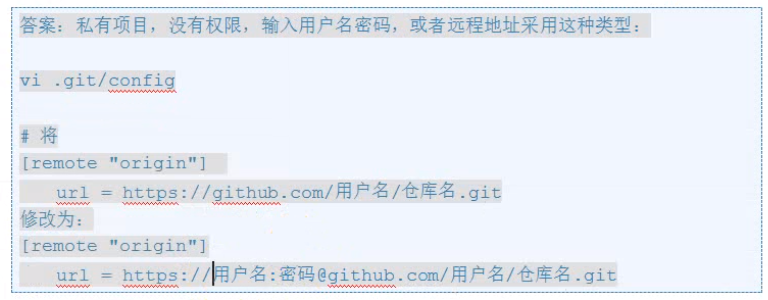 答案：私有项目，没有权限，输入用户名密码，或者远程地址采用这种类型：
vi .git/config
# 将
[remote "origin"]
url = https://github.com/用户名/仓库名.git
修改为：
[remote "origin"]
url = https://用户名:密码@github.com/用户名/仓库名.git